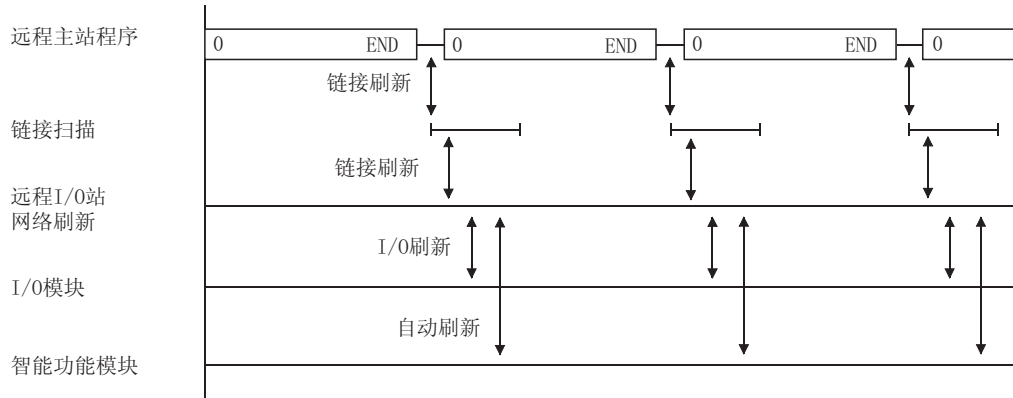 远程主站程序
0 END 0 END 0 END 0
链接刷新
链接扫描
链接刷新
远程I/O站
网络刷新
I/O刷新
I/O模块
自动刷新
智能功能模块